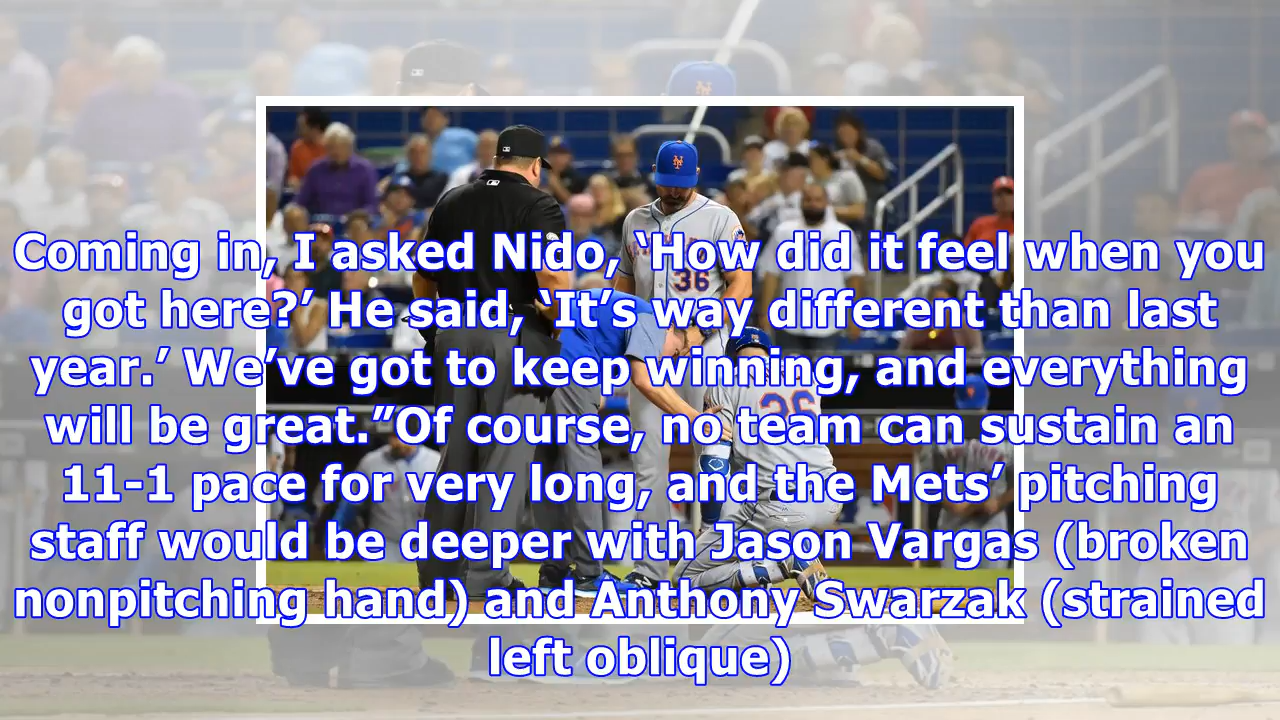 Coming in, I asked Nido, ‘How did it feel when you
got here?’ He said, ‘It’s way different than last
year.’ We’ve got to keep winning, and everything
will be great.”Of course, no team can sustain an
11-1 pace for very long, and the Mets’ pitching
staff would be deeper with Jason Vargas (broken
nonpitching hand) and Anthony Swarzak (strained
left oblique)
36
26